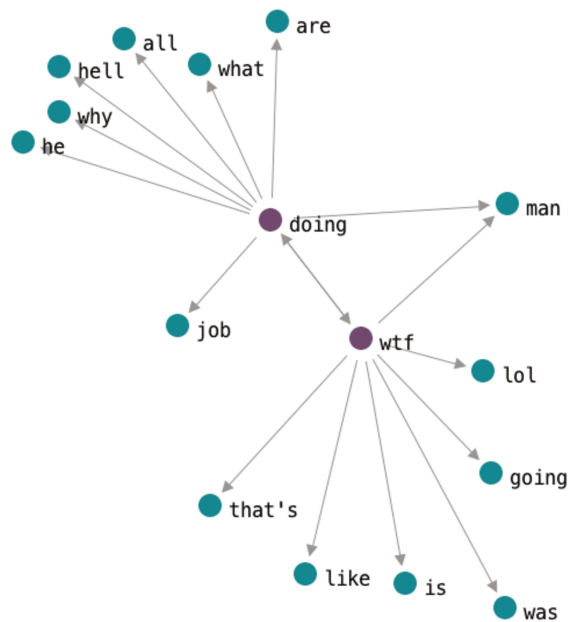 are
all
what
hell
why
he
man
doing
job
wtf
lol
going
that's
like
is
was